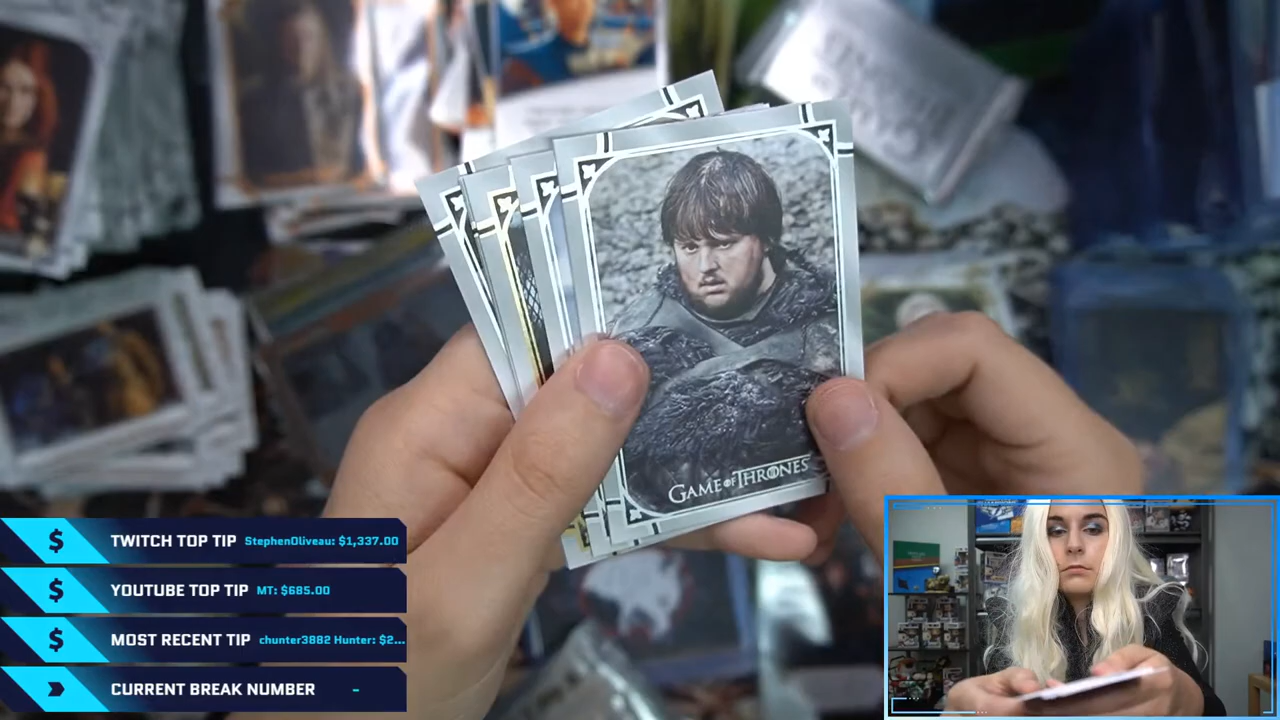 GAME OF THRONES
TWITCH TOP TIP StephenOliveau: $1,337.00
YOUTUBE TOP TIP MT: $685.00
MOST RECENT TIP chunter3882 Hunter: $2...
CURRENT BREAK NUMBER -